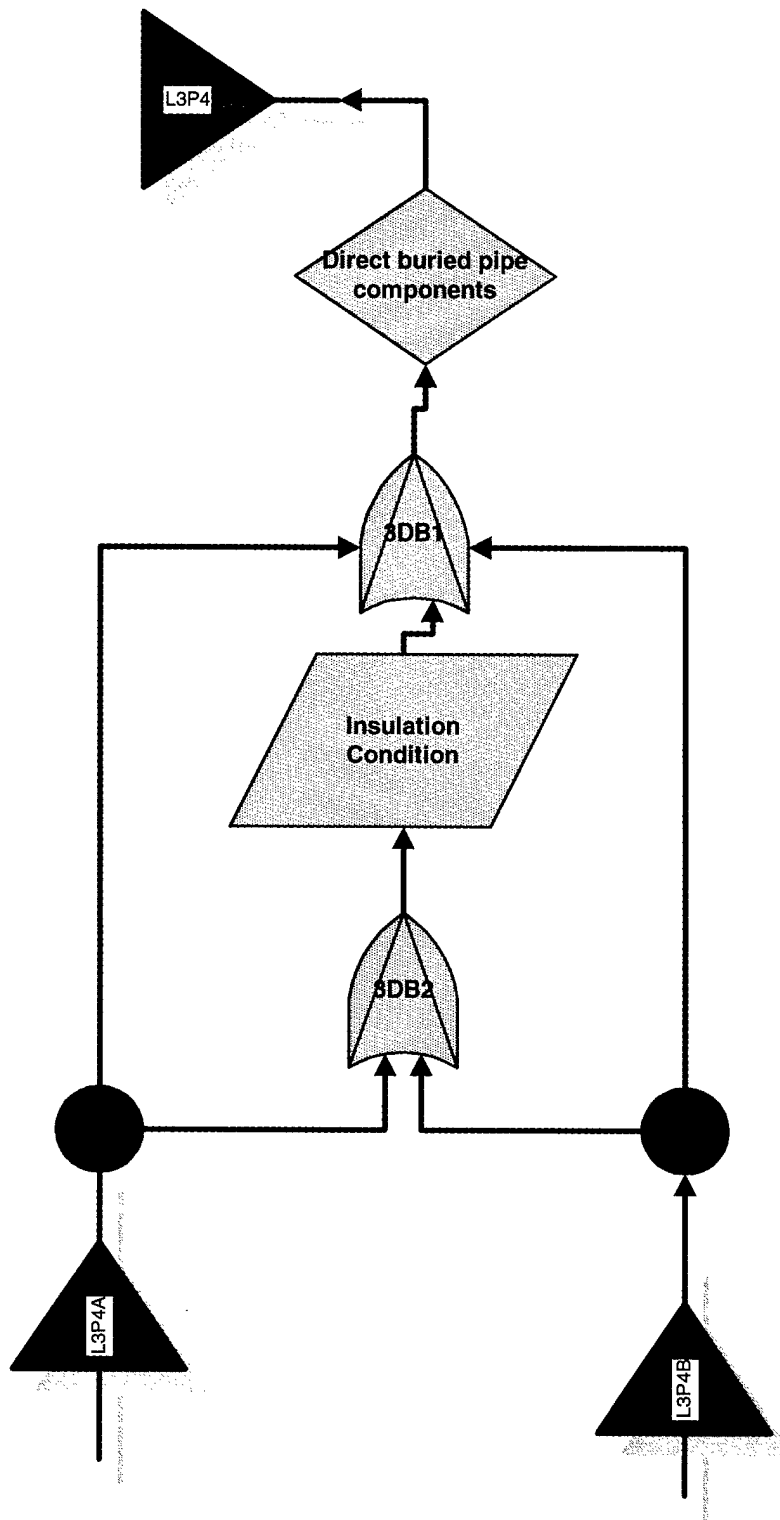 L3P4
Direct buried pipe
components
3DB1
Insulation
Condition
3DB2
L3P4A
L3P4B